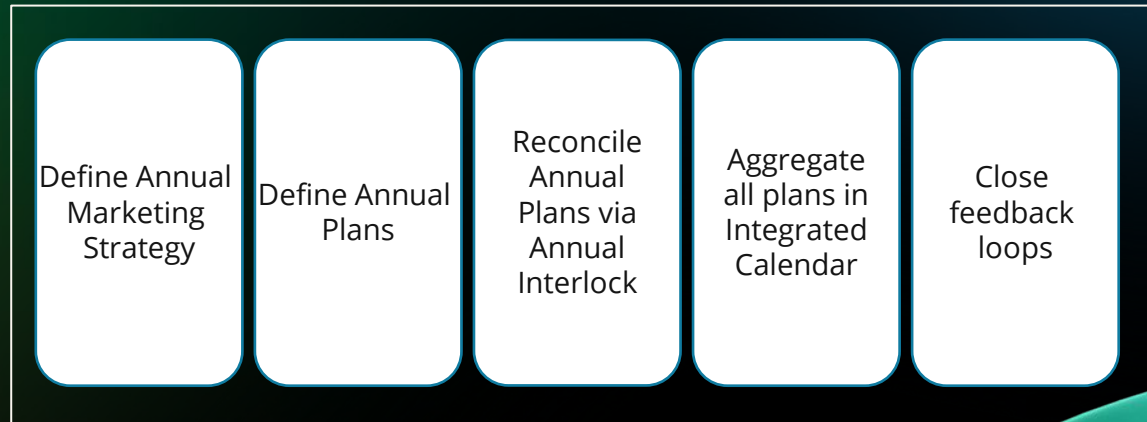 Define Annual
Marketing
Strategy
Define Annual
Plans
Reconcile
Annual
Plans via
Annual
Interlock
Aggregate
all plans in
Integrated
Calendar
Close
feedback
loops